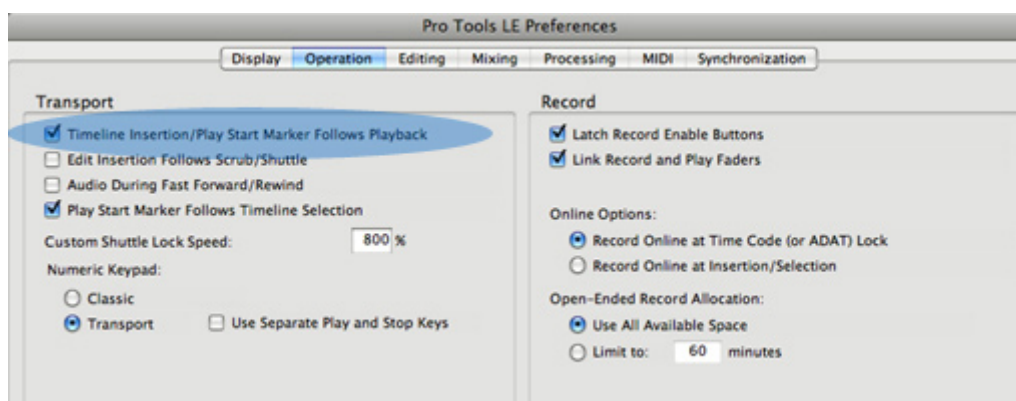 Pro Tools LE Preferences
Display Operation Editing Mixing Processing MIDI Synchronization
Transport
Timeline Insertion/Play Start Marker Follows Playback
Edit Insertion Follows Scrub/Shuttle
Audio During Fast Forward/Rewind
Play Start Marker Follows Timeline Selection
Custom Shuttle Lock Speed: 800 %
Numeric Keypad:
Classic
Transport Use Separate Play and Stop Keys
Record
Latch Record Enable Buttons
Link Record and Play Faders
Online Options:
Record Online at Time Code (or ADAT) Lock
Record Online at Insertion/Selection
Open-Ended Record Allocation:
Use All Available Space
Limit to: 60 minutes